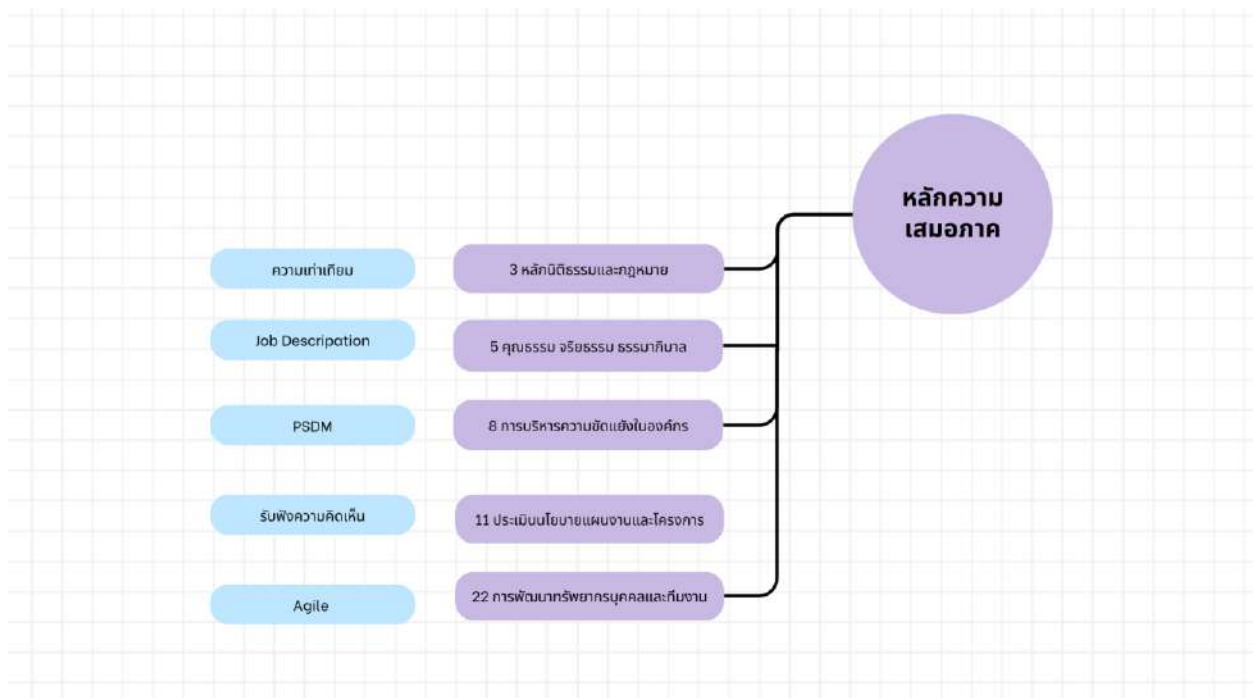 หลักความ
เสมอภาค
ความเท่าเทียม
3 หลักนิติธรรมและกฎหมาย
Job Descripation
5 คุณธรรม จริยธรรม ธรรมาภิบาล
PSDM
8 การบริหารความขัดแย้งในองค์กร
รับฟังความคิดเห็น
11 ประเมินนโยบายแผนงานและโครงการ
Agile
22 การพัฒนาทรัพยากรบุคคลและทีมงาน